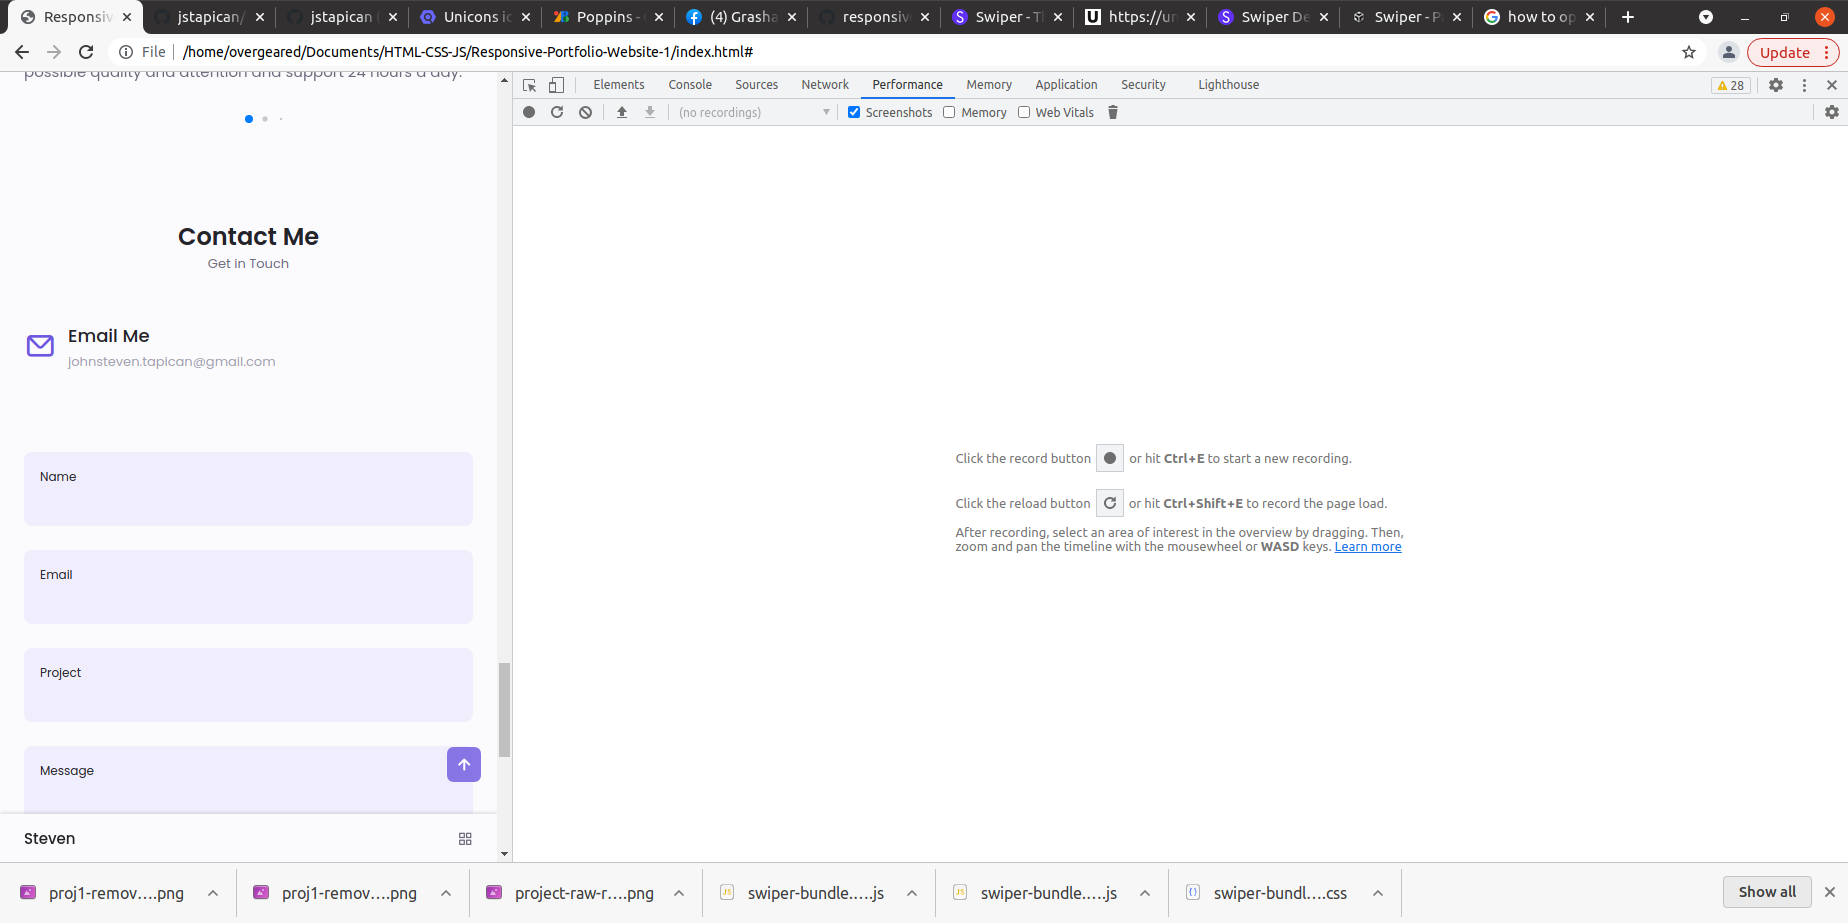 Responsiv
jstapican/
jstapican
Unicons ic
Poppins -
(4) Grasha
responsiv
Swiper - T
https://un
Swiper De
Swiper - P
how to op
File
/home/overgeared/Documents/HTML-CSS-JS/Responsive-Portfolio-Website-1/index.html#
Update
possible quality and attention and support 24 hours a day.
Contact Me
Get in Touch
Email Me
johnsteven.tapican@gmail.com
Name
Email
Project
Message
Steven
Elements Console Sources Network Performance Memory Application Security Lighthouse
28
(no recordings)
Screenshots Memory Web Vitals
Click the record button or hit Ctrl+E to start a new recording.
Click the reload button or hit Ctrl+Shift+E to record the page load.
After recording, select an area of interest in the overview by dragging. Then,
zoom and pan the timeline with the mousewheel or WASD keys. Learn more
proj1-remov....png
proj1-remov....png
project-raw-r....png
swiper-bundle.....js
swiper-bundle.....js
swiper-bundl....css
Show all